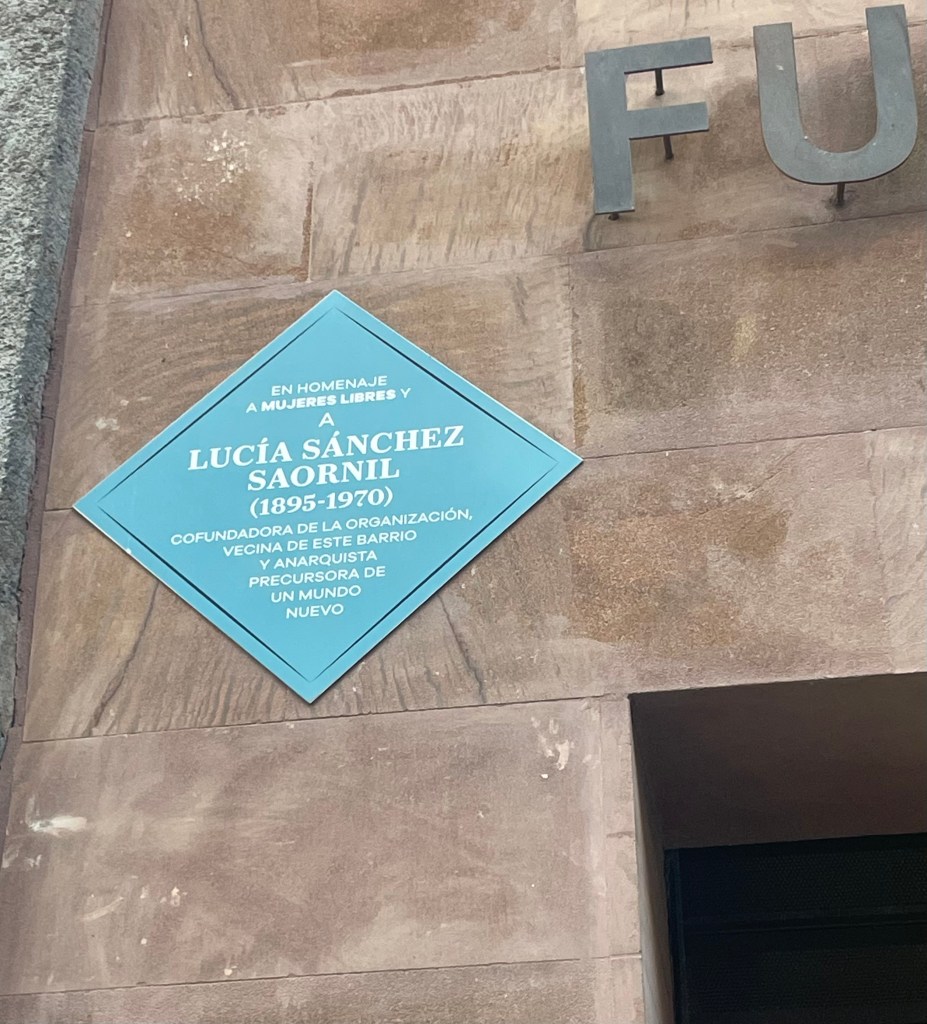 FU
EN HOMENAJE
A MUJERES LIBRES Y
A
LUCÍA SÁNCHEZ
SAORNIL
(1895-1970)
COFUNDADORA DE LA ORGANIZACIÓN,
VECINA DE ESTE BARRIO
Y ANARQUISTA
PRECURSORA DE
UN MUNDO
NUEVO